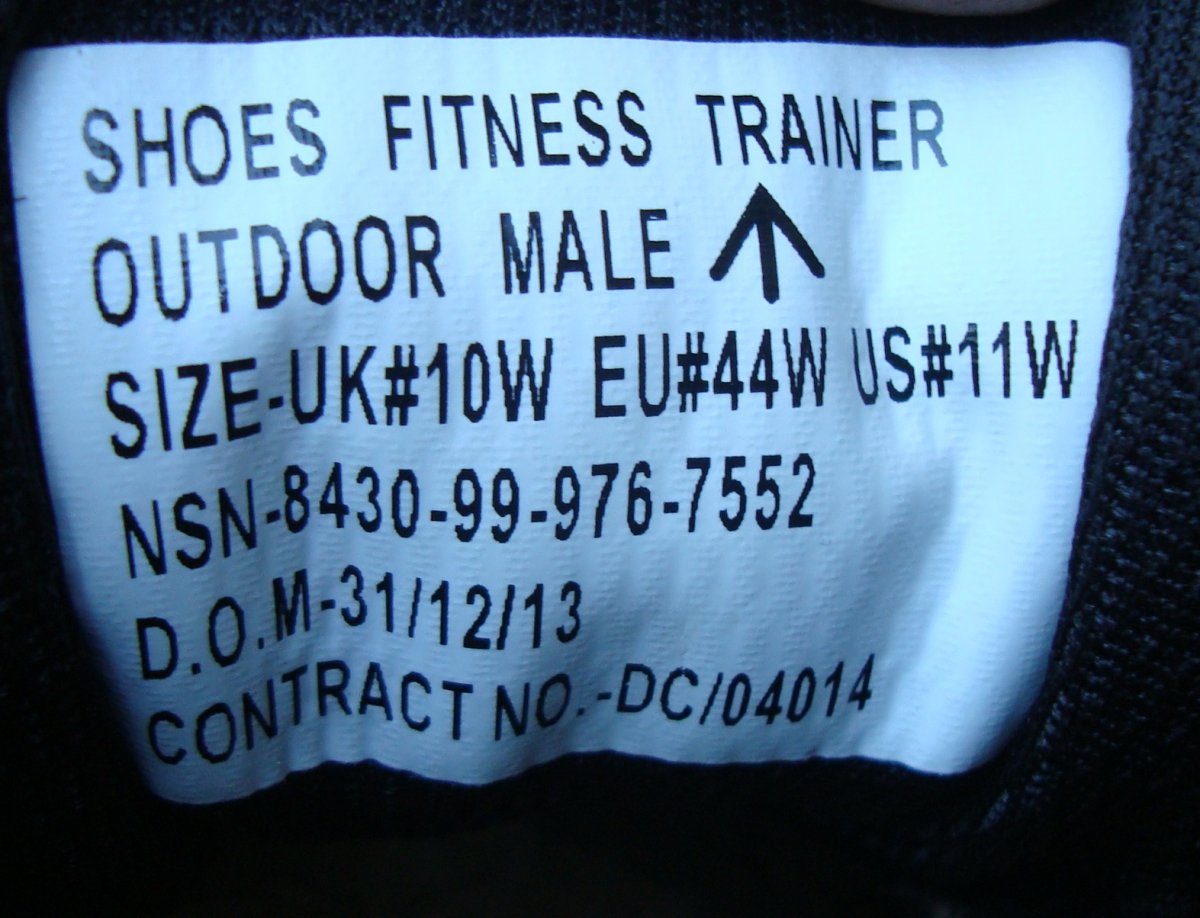 SHOES FITNESS TRAINER
OUTDOOR MALE
SIZE-UK#10W EU#44W US#11W
NSN-8430-99-976-7552
D.O.M-31/12/13
CONTRACT NO.-DC/04014